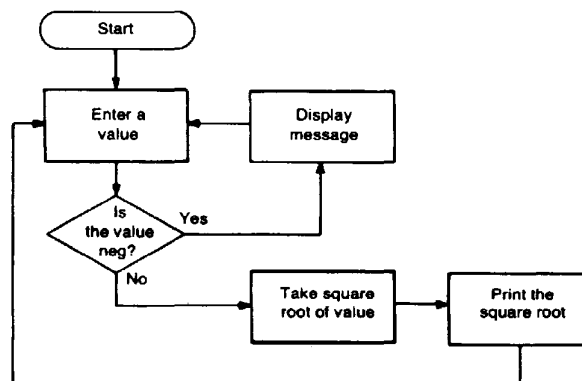 Start
Enter a
value
Display
message
Is
the value
neg?
Yes
No
Take square
root of value
Print the
square root